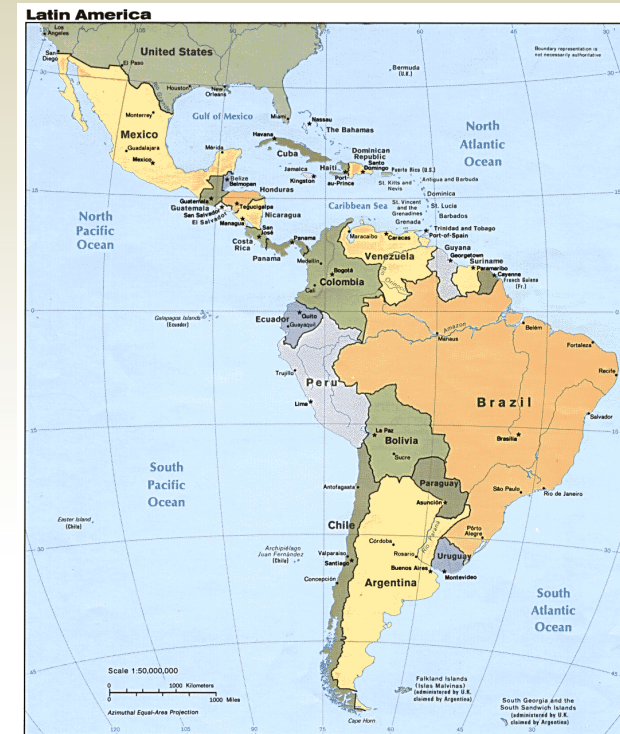 Latin America
Los
Angeles
San
Diego
El Paso
United States
Houston
New
Orleans
Bermuda
(U.K.)
Boundary representation is
not necessarily authoritative
Monterrey
Gulf of Mexico
Miami
Nassau
The Bahamas
North
Atlantic
Ocean
Mexico
Guadalajara
Mexico
Mérida
Havana
Cuba
Dominican
Republic
Haiti
Santo
Domingo
Puerto Rico (U.S.)
Jamaica
Kingston
Port-
au-Prince
St. Kitts and
Nevis
Antigua and Barbuda
Dominica
St. Lucia
Barbados
St. Vincent
and the
Grenadines
Grenada
Trinidad and Tobago
Port-of-Spain
Belize
Belmopan
Honduras
Guatemala
Guatemala
Tegucigalpa
San Salvador
El Salvador
Nicaragua
Managua
Caribbean Sea
North
Pacific
Ocean
San
José
Costa
Rica
Panama
Panama
Maracaibo
Caracas
Venezuela
Orinoco
Guyana
Georgetown
Suriname
Paramaribo
Cayenne
French Guiana
(Fr.)
Medellín
Bogotá
Colombia
Cali
Galapagos Islands
(Ecuador)
Ecuador
Quito
Guayaquil
Amazon
Manaus
Belém
Fortaleza
Recife
Trujillo
Peru
Lima
Brazil
Salvador
Brasília
La Paz
Bolivia
Sucre
South
Pacific
Ocean
Antofagasta
Paraguay
Asunción
São Paulo
Rio de Janeiro
Easter Island
(Chile)
Chile
Pôrto
Alegre
Archipiélago
Juan Fernández
(Chile)
Valparaíso
Santiago
Córdoba
Rosario
Río Paraná
Uruguay
Buenos Aires
Montevideo
Concepción
Argentina
South
Atlantic
Ocean
Scale 1:50,000,000
0 1000 Kilometers
0 1000 Miles
Azimuthal Equal-Area Projection
Falkland Islands
(Islas Malvinas)
(administered by U.K.
claimed by Argentina)
South Georgia and the
South Sandwich Islands
(administered by U.K.
claimed by Argentina)
Cape Horn